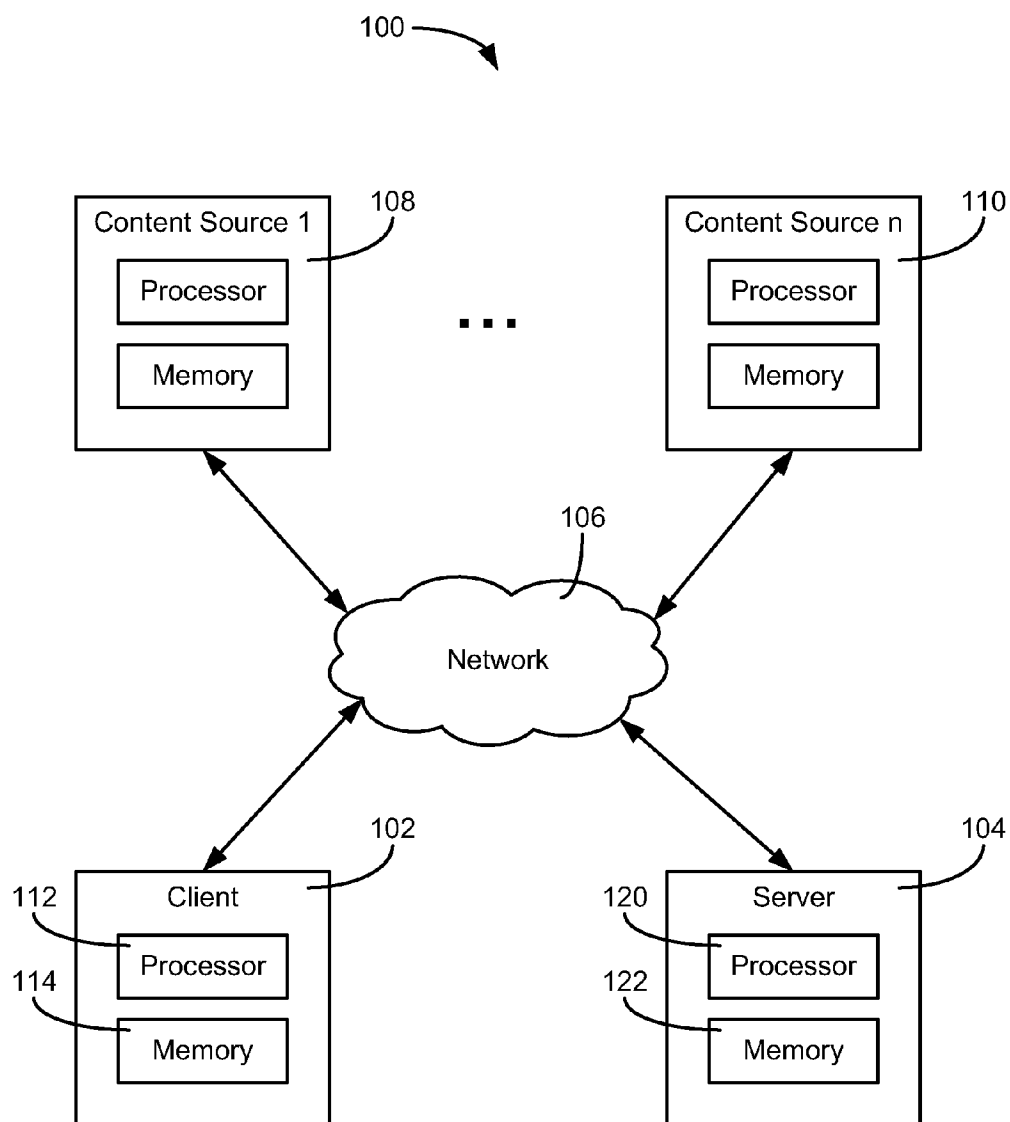 100
108
110
Content Source 1
Content Source n
Processor
Processor
...
Memory
Memory
106
Network
102
104
112
Client
120
Server
Processor
Processor
114
122
Memory
Memory